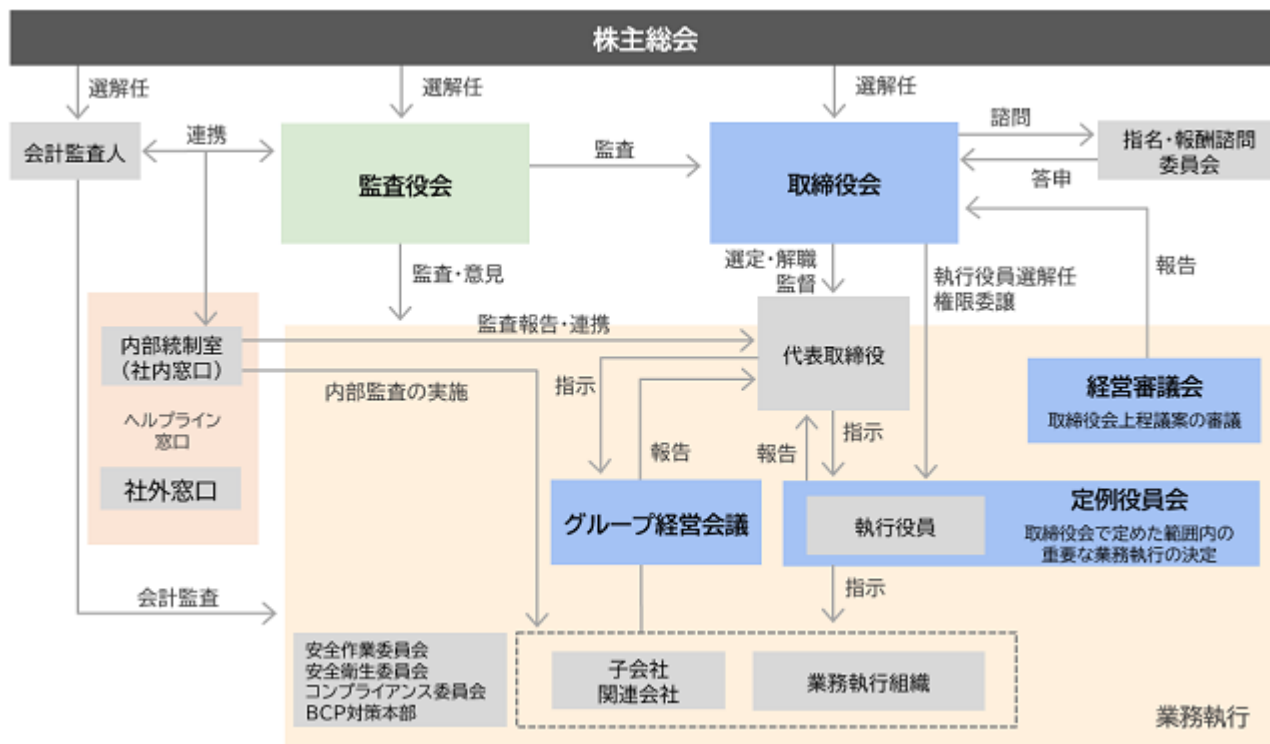 株主総会
選解任
選解任
選解任
会計監査人
連携
監査役会
監査
取締役会
諮問
答申
指名・報酬諮問
委員会
監査・意見
選定・解職
監督
執行役員選解任
権限委譲
報告
内部統制室
（社内窓口）
ヘルプライン
窓口
社外窓口
監査報告・連携
内部監査の実施
代表取締役
指示
報告
報告
指示
経営審議会
取締役会上程議案の審議
グループ経営会議
執行役員
定例役員会
取締役会で定めた範囲内の
重要な業務執行の決定
会計監査
指示
安全作業委員会
安全衛生委員会
コンプライアンス委員会
BCP対策本部
子会社
関連会社
業務執行組織
業務執行